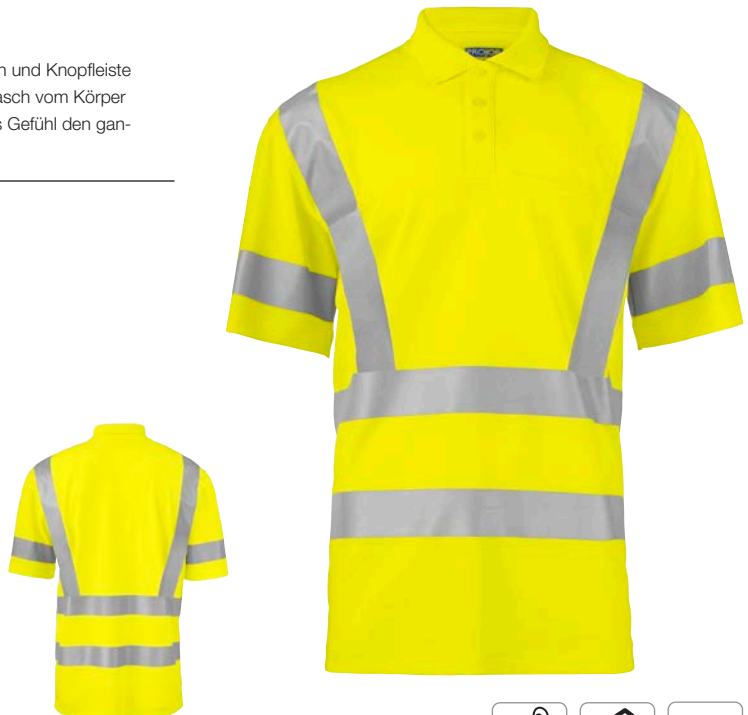 n und Knopfleiste
asch vom Körper
s Gefühl den gan-